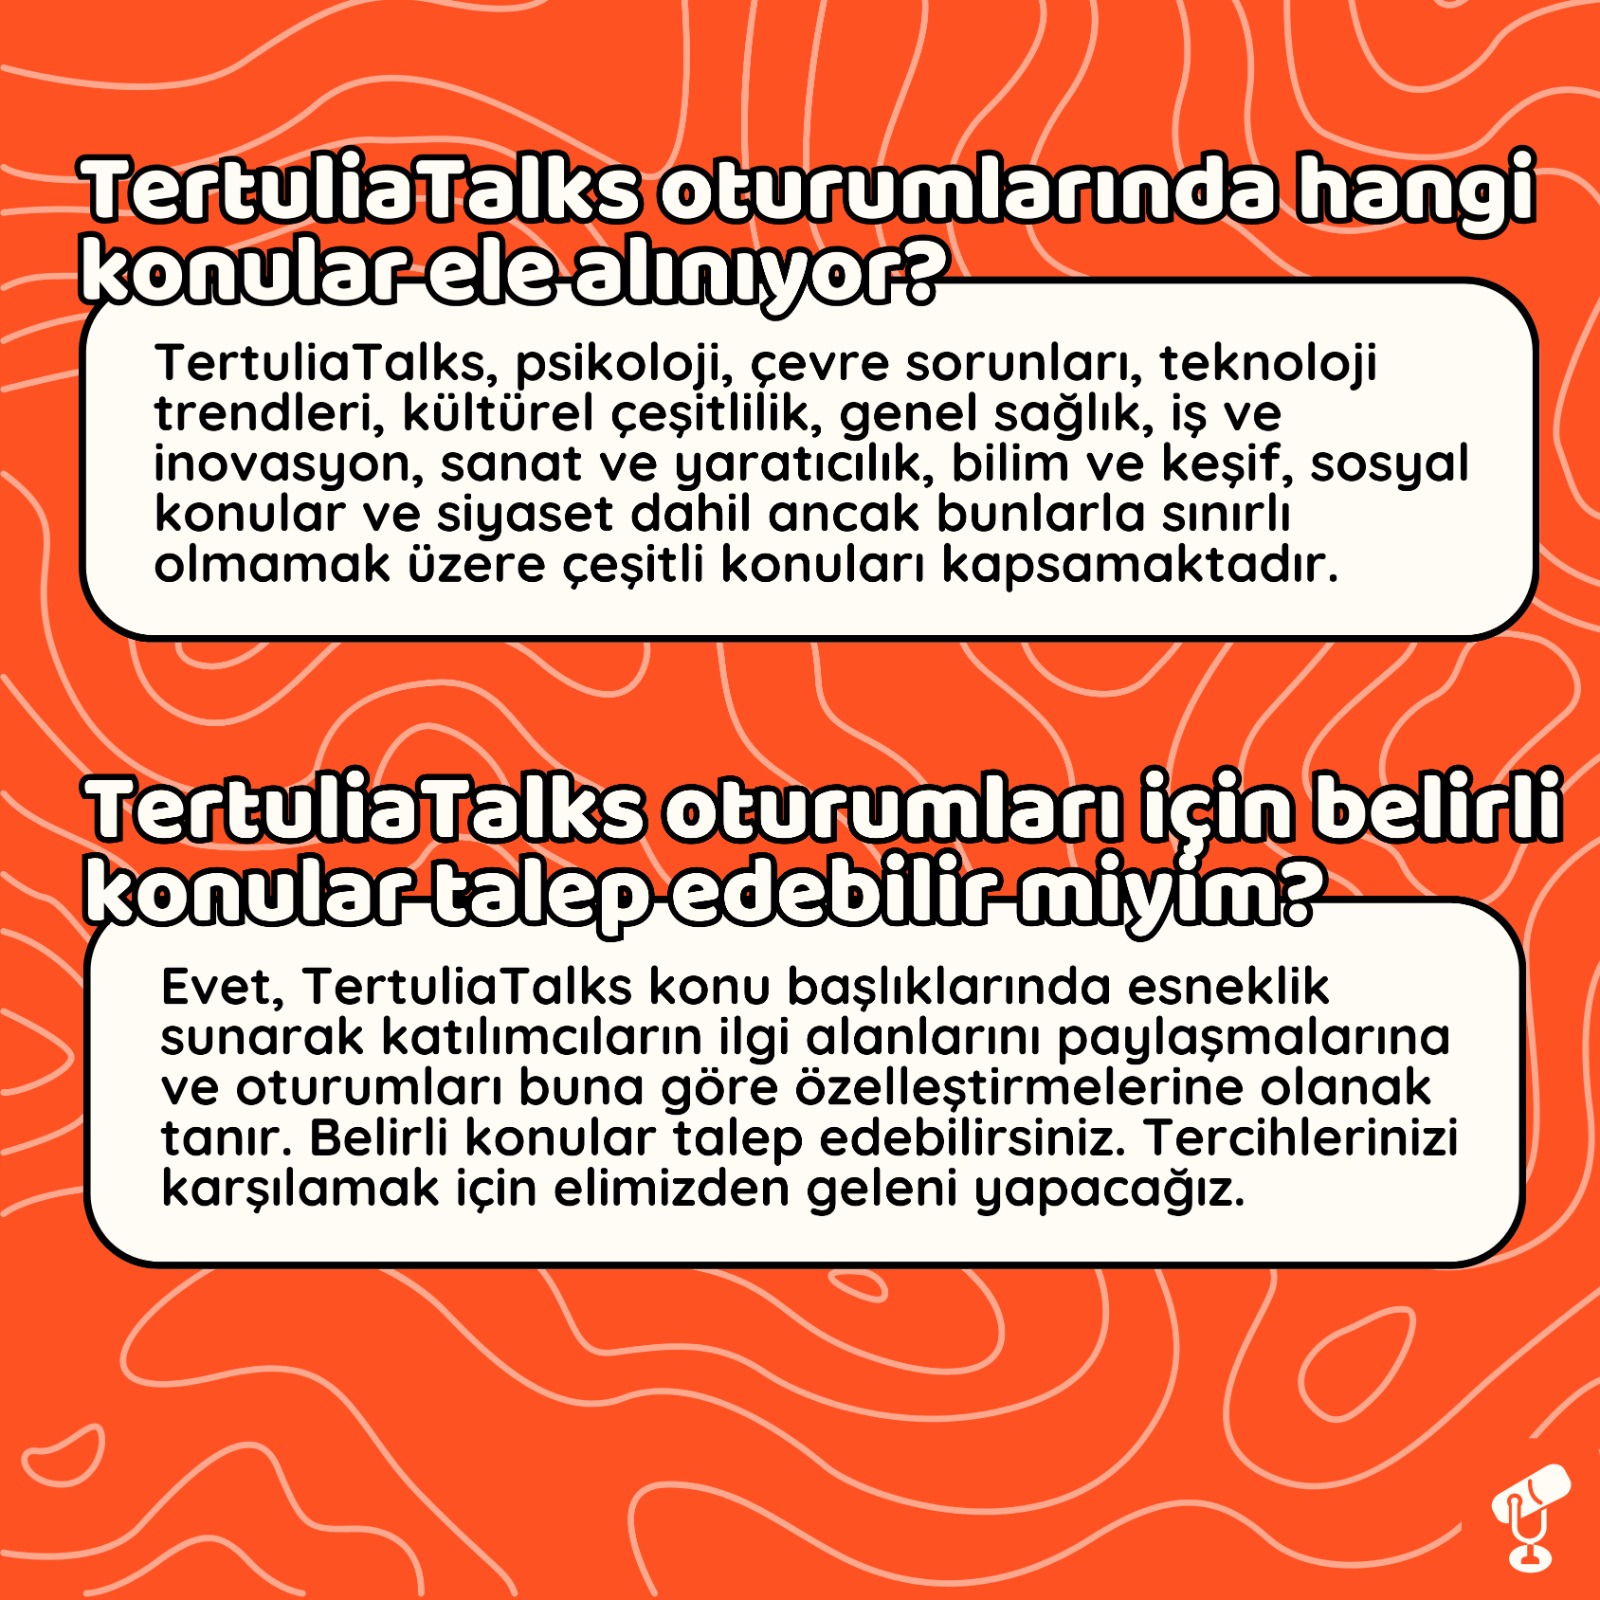 TertuliaTalks oturumlarında hangi
konular ele alınıyor?
TertuliaTalks, psikoloji, çevre sorunları, teknoloji
trendleri, kültürel çeşitlilik, genel sağlık, iş ve
inovasyon, sanat ve yaratıcılık, bilim ve keşif, sosyal
konular ve siyaset dahil ancak bunlarla sınırlı
olmamak üzere çeşitli konuları kapsamaktadır.
TertuliaTalks oturumları için belirli
konular talep edebilir miyim?
Evet, TertuliaTalks konu başlıklarında esneklik
sunarak katılımcıların ilgi alanlarını paylaşmalarına
ve oturumları buna göre özelleştirmelerine olanak
tanır. Belirli konular talep edebilirsiniz. Tercihlerinizi
karşılamak için elimizden geleni yapacağız.